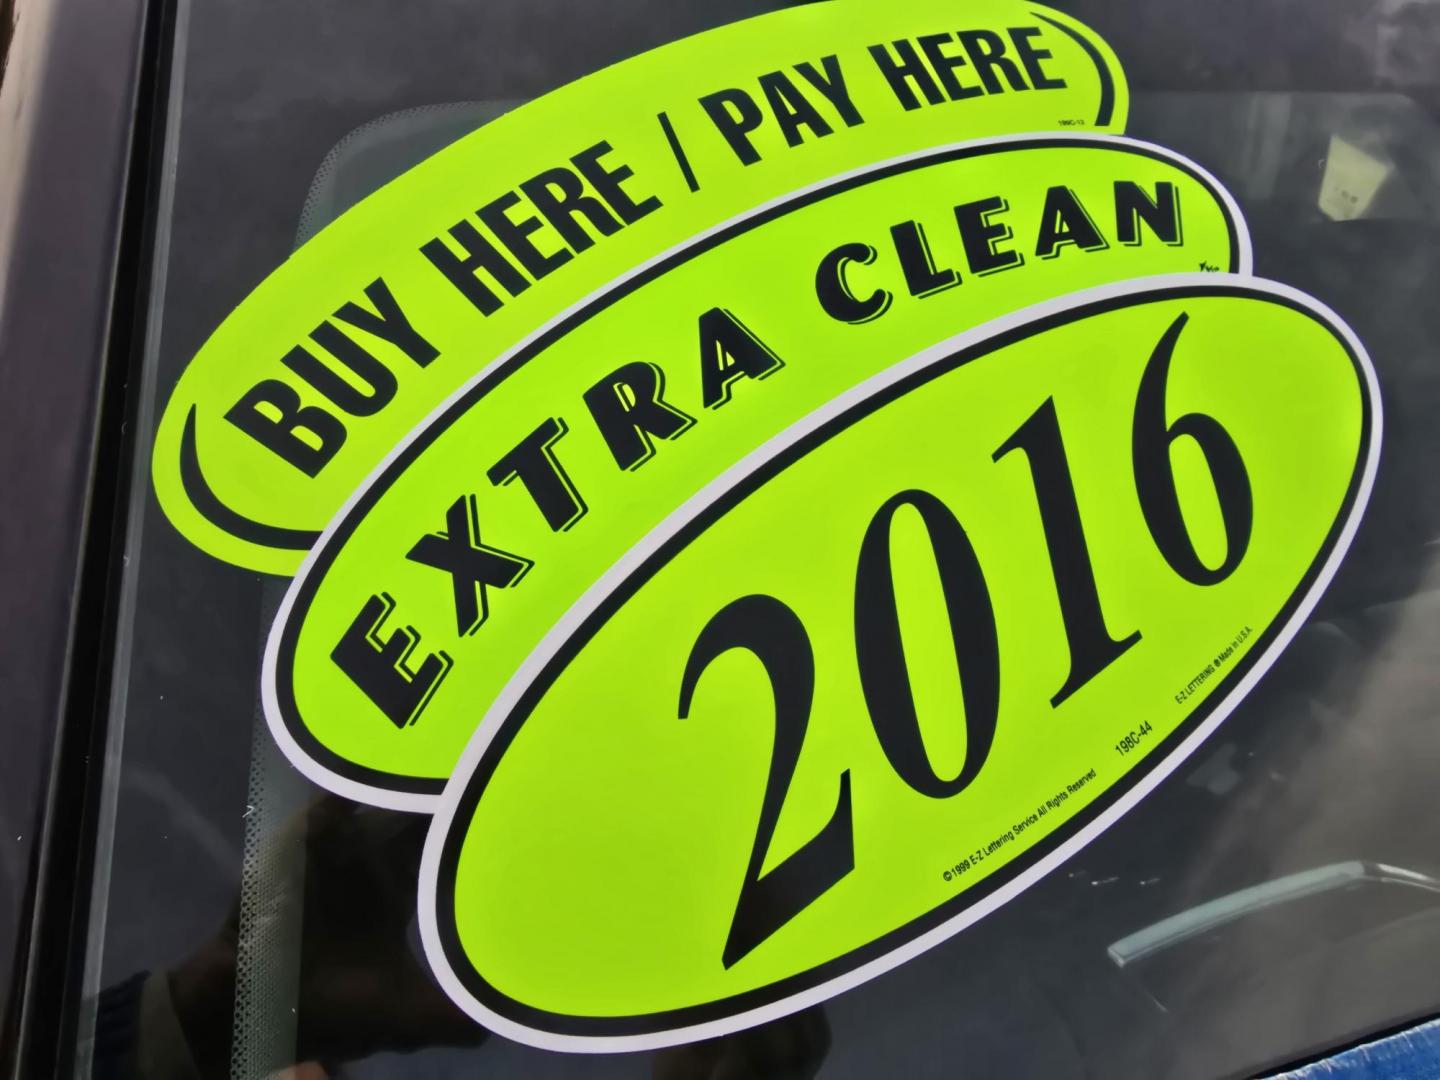 BUY HERE / PAY HERE
198C-12
EXTRA CLEAN
2016
©1999 E-Z Lettering Service All Rights Reserved
198C-44
E-Z LETTERING ® Made in U.S.A.